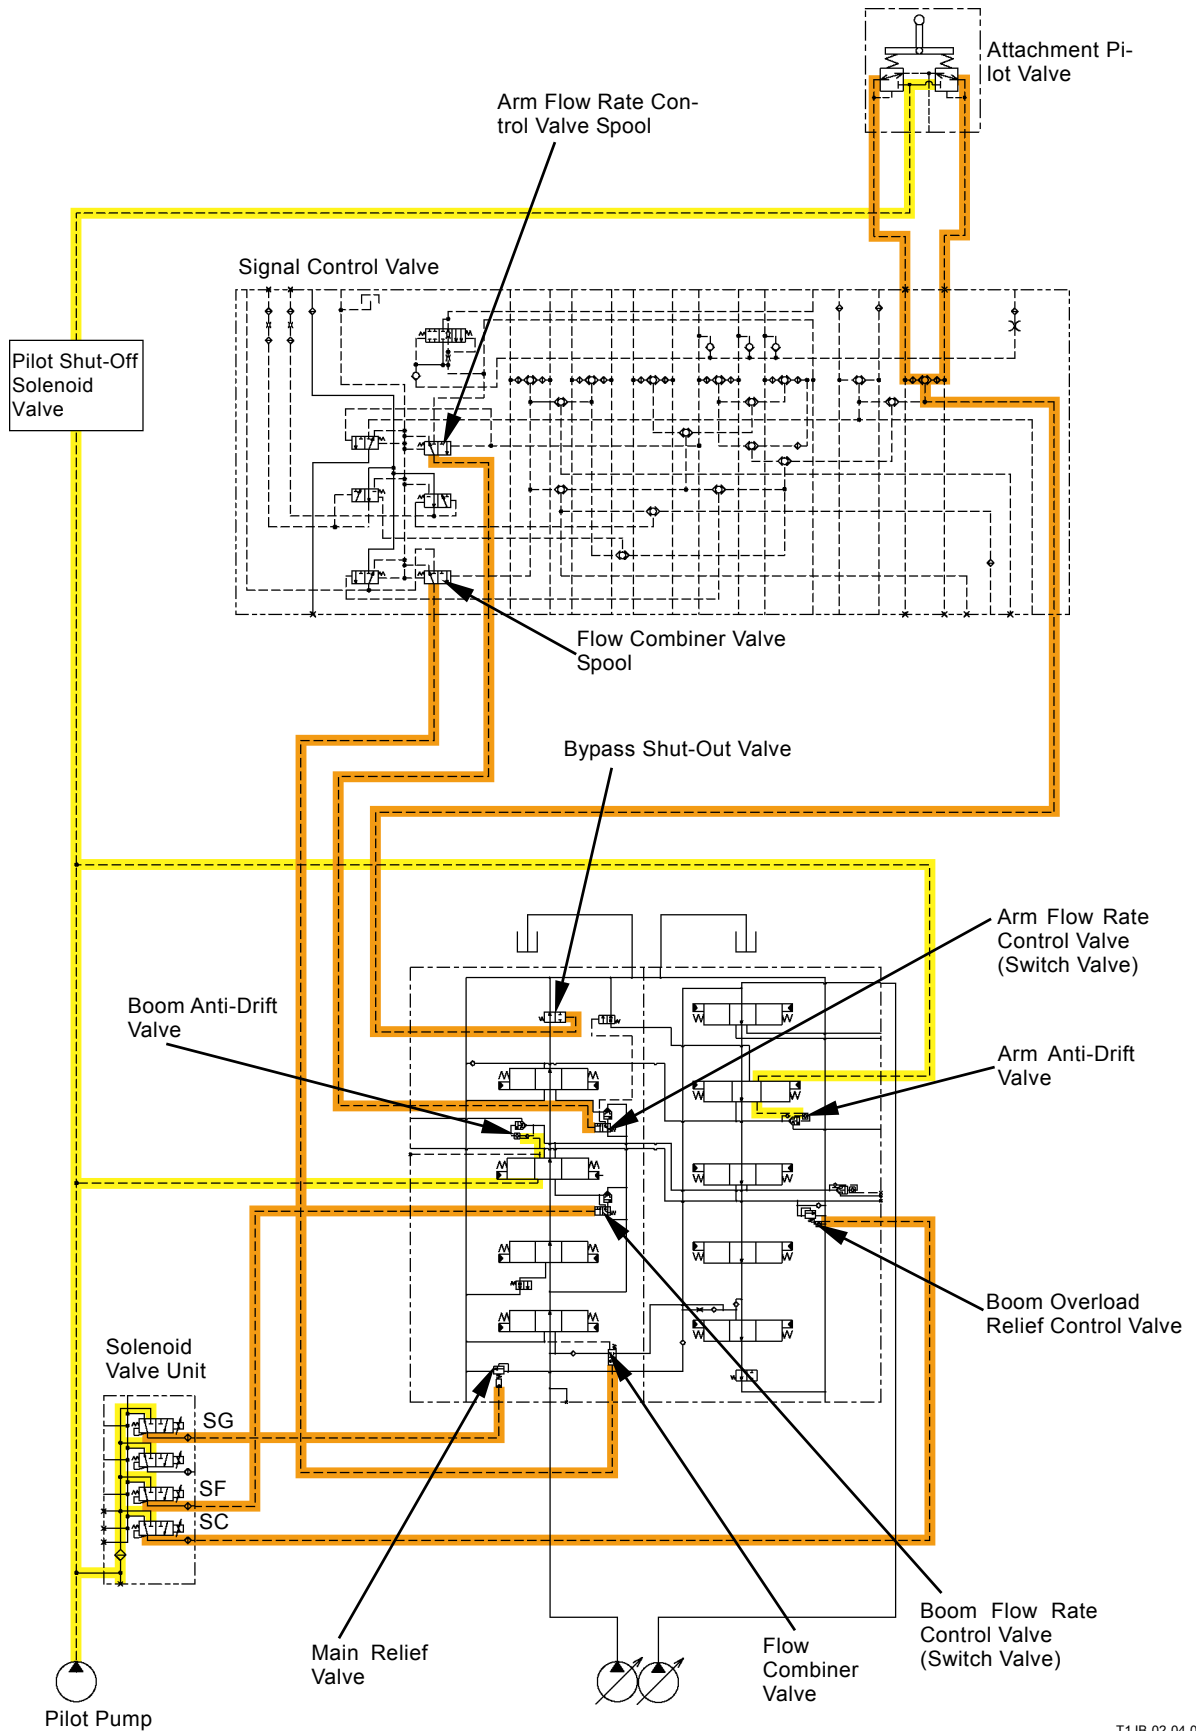 Attachment Pi-
lot Valve
Arm Flow Rate Con-
trol Valve Spool
Signal Control Valve
Pilot Shut-Off
Solenoid
Valve
Flow Combiner Valve
Spool
Bypass Shut-Out Valve
Arm Flow Rate
Control Valve
(Switch Valve)
Boom Anti-Drift
Valve
Arm Anti-Drift
Valve
Boom Overload
Relief Control Valve
Solenoid
Valve Unit
SG
SF
SC
Boom Flow Rate
Control Valve
(Switch Valve)
Main Relief
Valve
Flow
Combiner
Valve
Pilot Pump